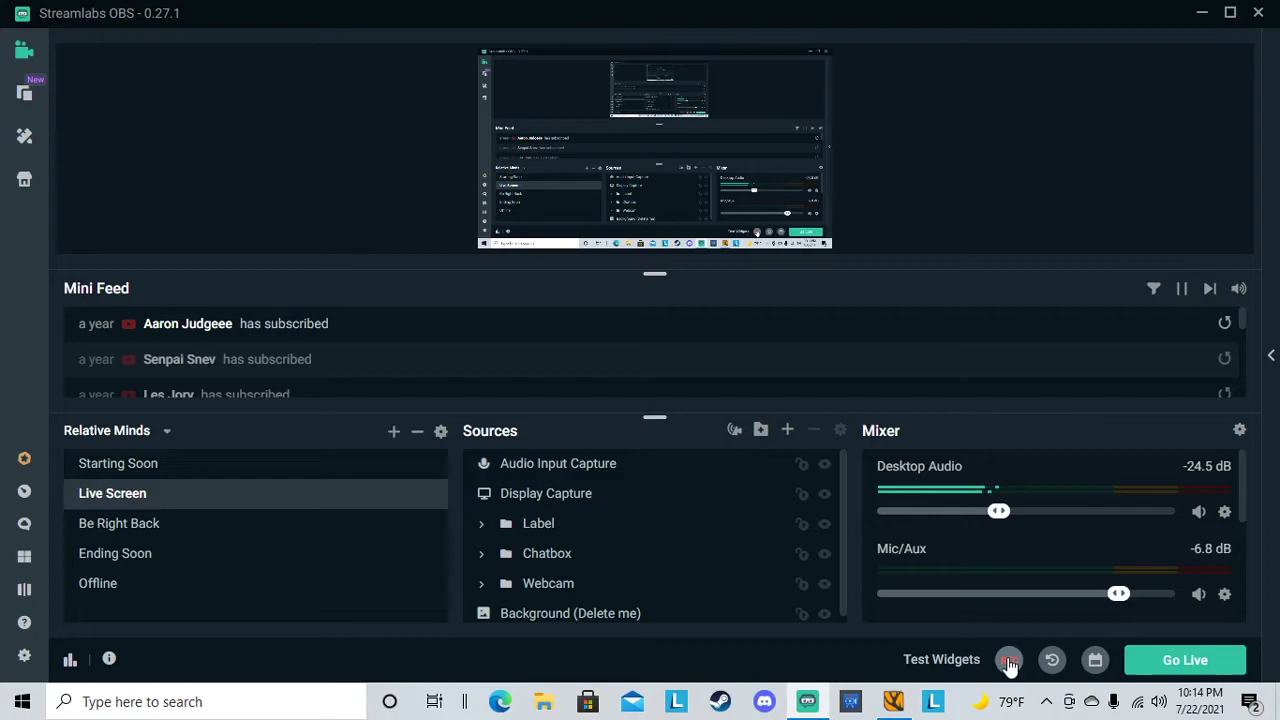 Streamlabs OBS - 0.27.1
New
Mini Feed
a year Aaron Judgeee has subscribed
a year Senpai Snev has subscribed
a year Les Jory has subscribed
Relative Minds
Starting Soon
Live Screen
Be Right Back
Ending Soon
Offline
Sources
Audio Input Capture
Display Capture
Label
Chatbox
Webcam
Background (Delete me)
Mixer
Desktop Audio -24.5 dB
Mic/Aux -6.8 dB
Test Widgets
Go Live
Type here to search
79°F
10:14 PM
7/22/2021
2